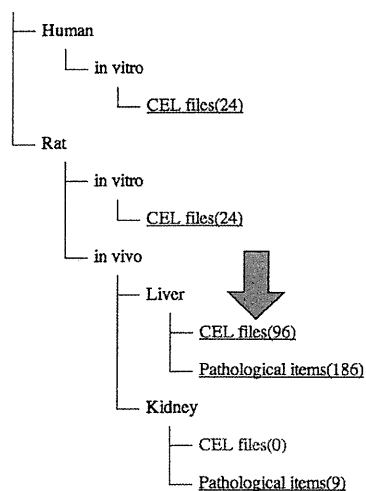 Human
in vitro
CEL files(24)
Rat
in vitro
CEL files(24)
in vivo
Liver
CEL files(96)
Pathological items(186)
Kidney
CEL files(0)
Pathological items(9)